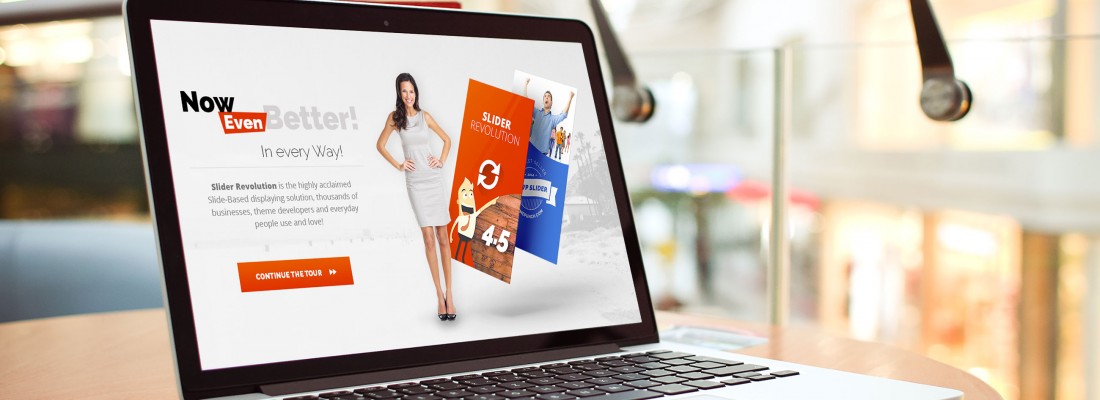 Now
Even Better!
In every Way!
Slider Revolution is the highly acclaimed
Slide-Based displaying solution, thousands of
businesses, theme developers and everyday
people use and love!
CONTINUE THE TOUR
SLIDER
REVOLUTION
4.5
SLIDER